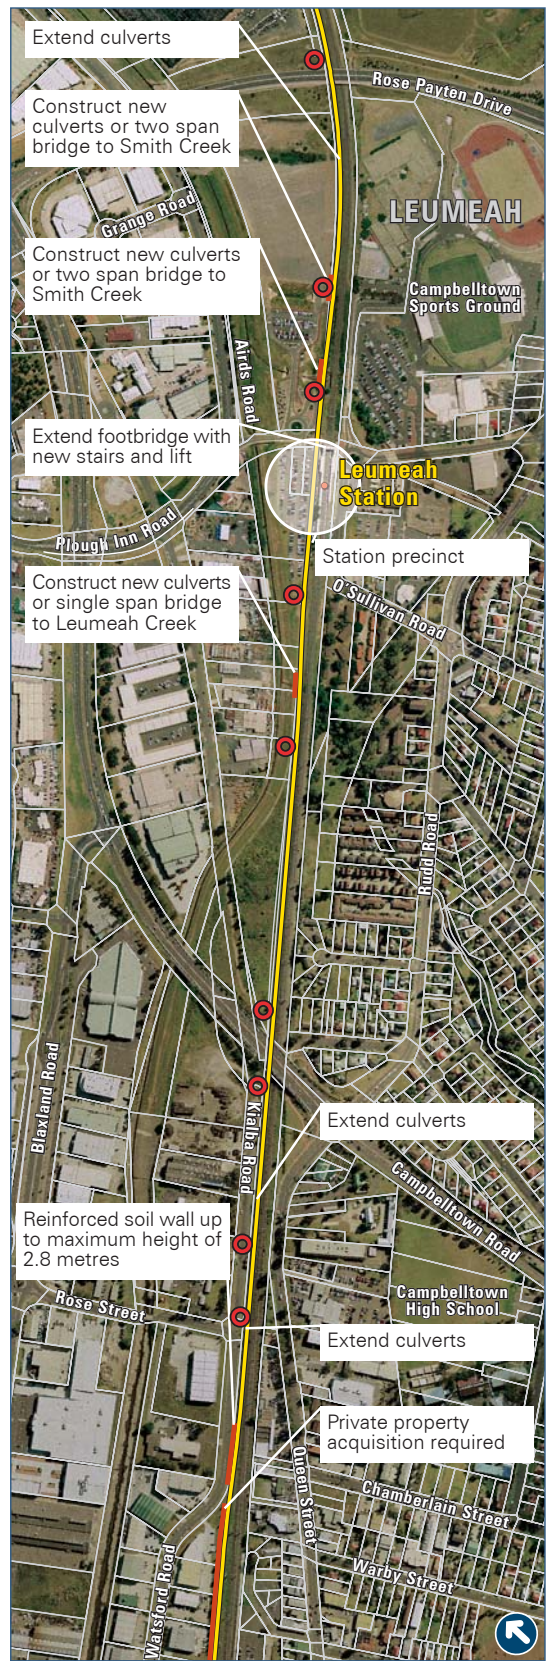 Extend culverts
Rose Payten Drive
Construct new
culverts or two span
bridge to Smith Creek
Grange Road
LEUMEAH
Construct new culverts
or two span bridge to
Smith Creek
Campbelltown
Sports Ground
Airds Road
Extend footbridge with
new stairs and lift
Leumeah
Station
Plough Inn Road
Station precinct
Construct new culverts
or single span bridge
to Leumeah Creek
O'Sullivan Road
Rudd Road
Blaxland Road
Kialba Road
Extend culverts
Campbelltown Road
Reinforced soil wall up
to maximum height of
2.8 metres
Rose Street
Campbelltown
High School
Extend culverts
Private property
acquisition required
Queen Street
Chamberlain Street
Watsford Road
Warby Street